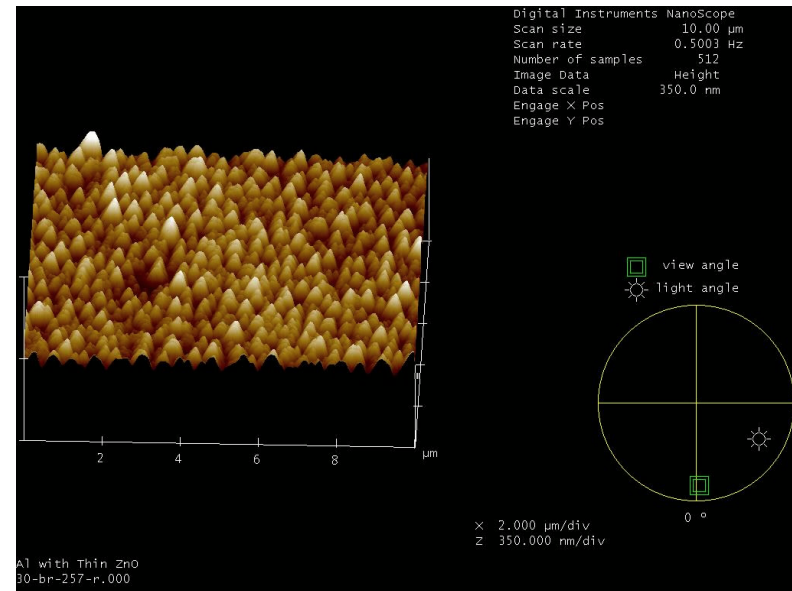 Digital Instruments NanoScope
Scan size 10.00 µm
Scan rate 0.5003 Hz
Number of samples 512
Image Data Height
Data scale 350.0 nm
Engage X Pos
Engage Y Pos
view angle
light angle
2 4 6 8 µm
0 °
X 2.000 µm/div
Z 350.000 nm/div
Al with Thin ZnO
30-br-257-r.000